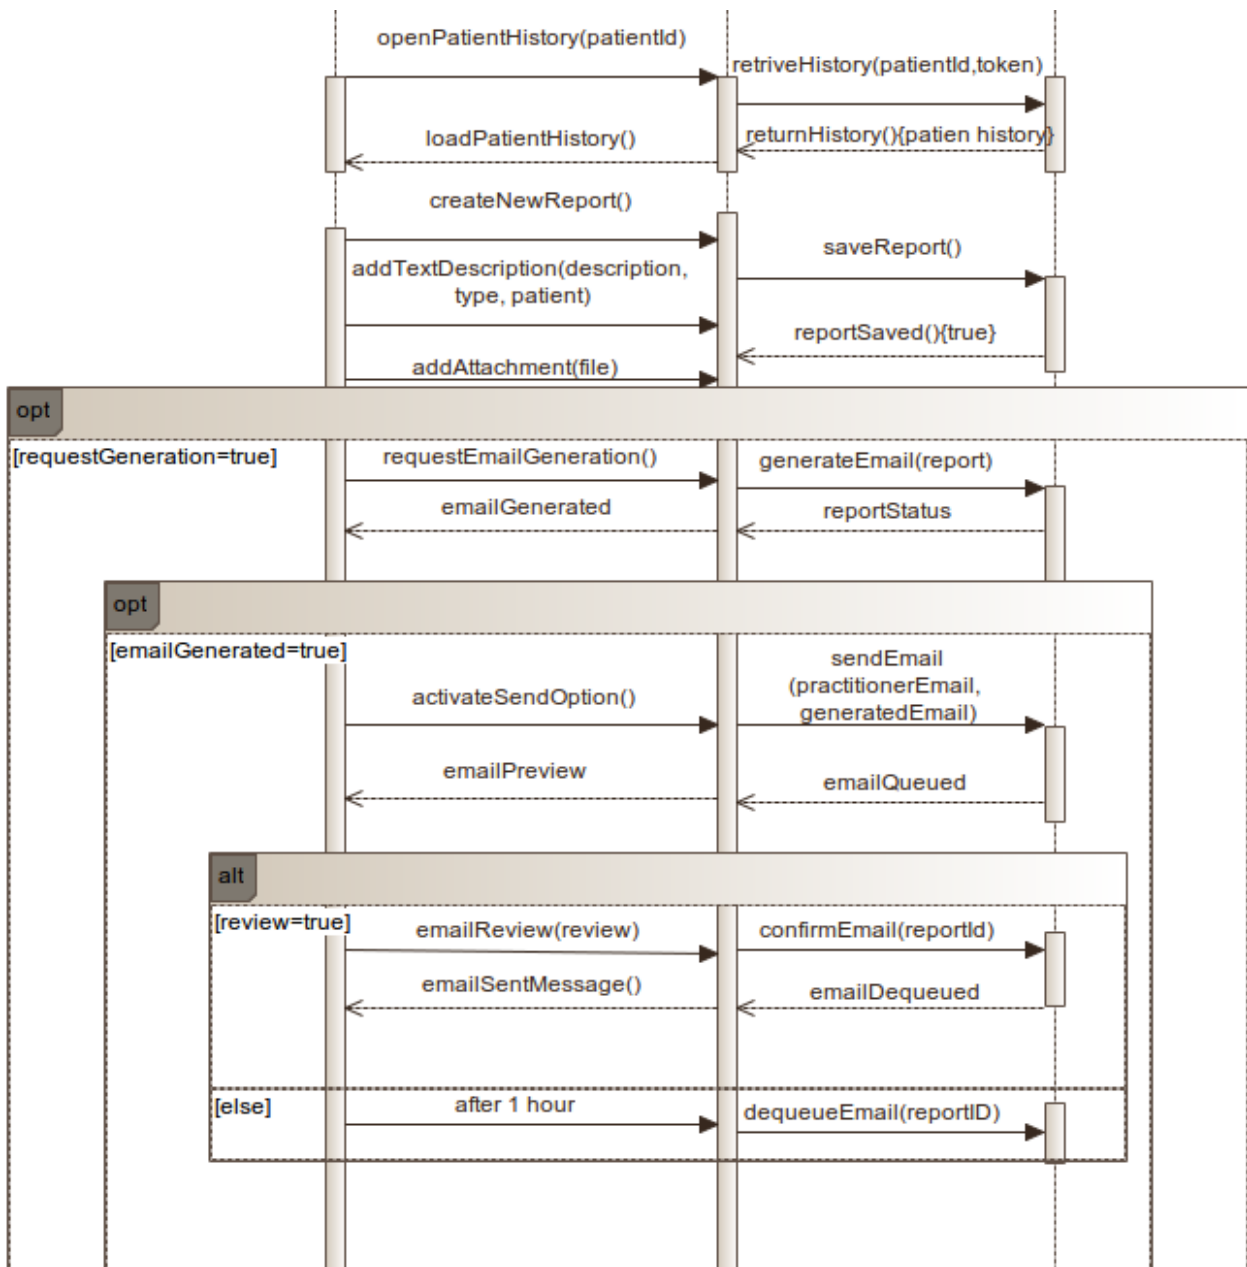 openPatientHistory(patientId)
retriveHistory(patientId,token)
loadPatientHistory()
returnHistory(){patien history}
createNewReport()
saveReport()
addTextDescription(description,
type, patient)
reportSaved(){true}
addAttachment(file)
opt
[requestGeneration=true]
requestEmailGeneration()
generateEmail(report)
emailGenerated
reportStatus
opt
[emailGenerated=true]
sendEmail
(practitionerEmail,
generatedEmail)
activateSendOption()
emailPreview
emailQueued
alt
[review=true]
emailReview(review)
confirmEmail(reportId)
emailSentMessage()
emailDequeued
[else]
after 1 hour
dequeueEmail(reportID)